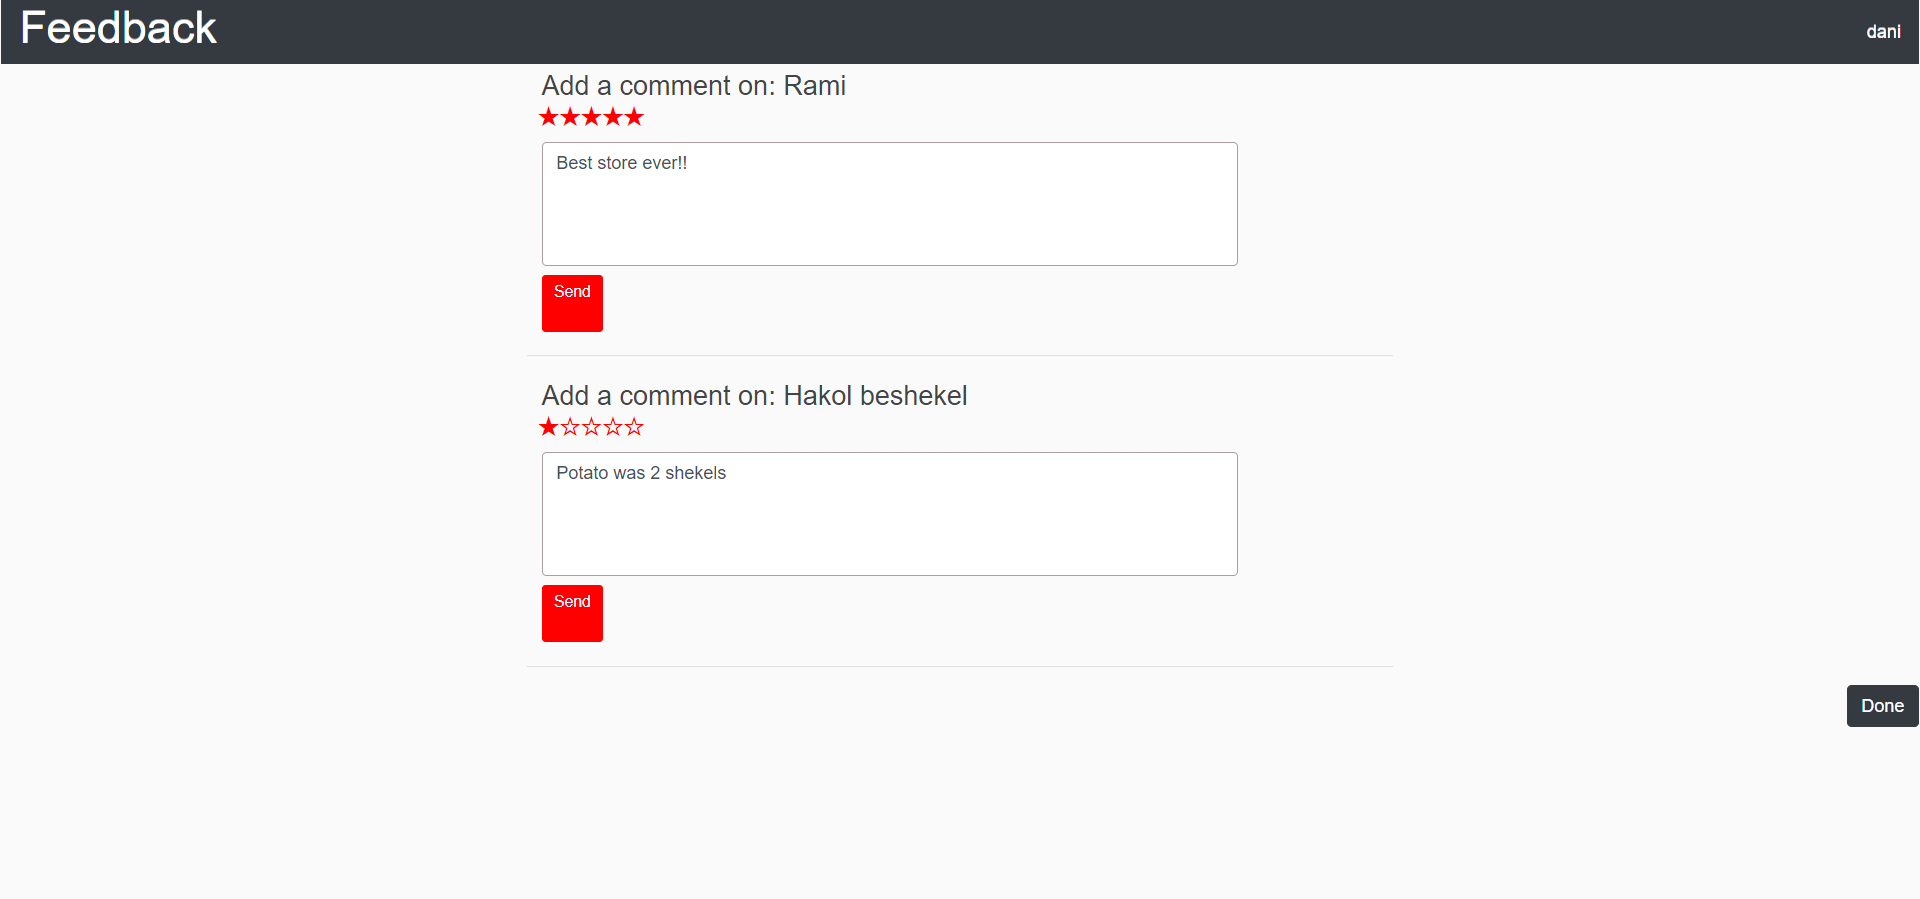 Feedback
dani
Add a comment on: Rami
★★★★★
Best store ever!!
Send
Add a comment on: Hakol beshekel
★☆☆☆☆
Potato was 2 shekels
Send
Done